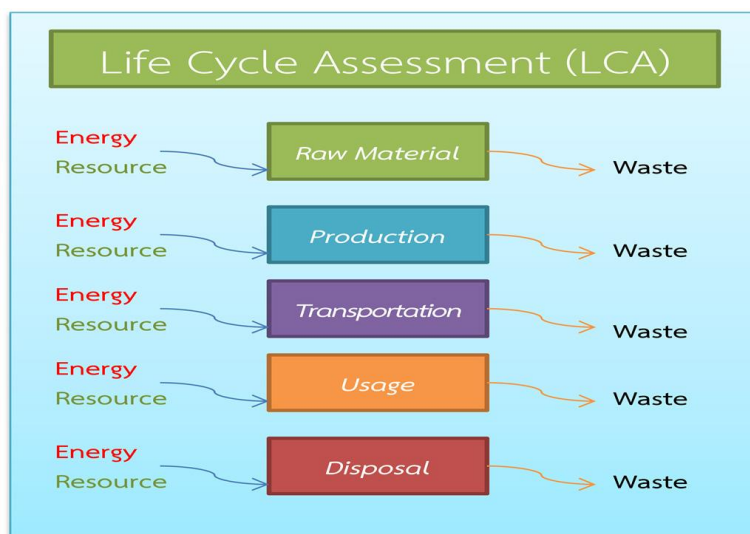 Life Cycle Assessment (LCA)
Energy
Resource
Raw Material
Waste
Energy
Resource
Production
Waste
Energy
Resource
Transportation
Waste
Energy
Resource
Usage
Waste
Energy
Resource
Disposal
Waste